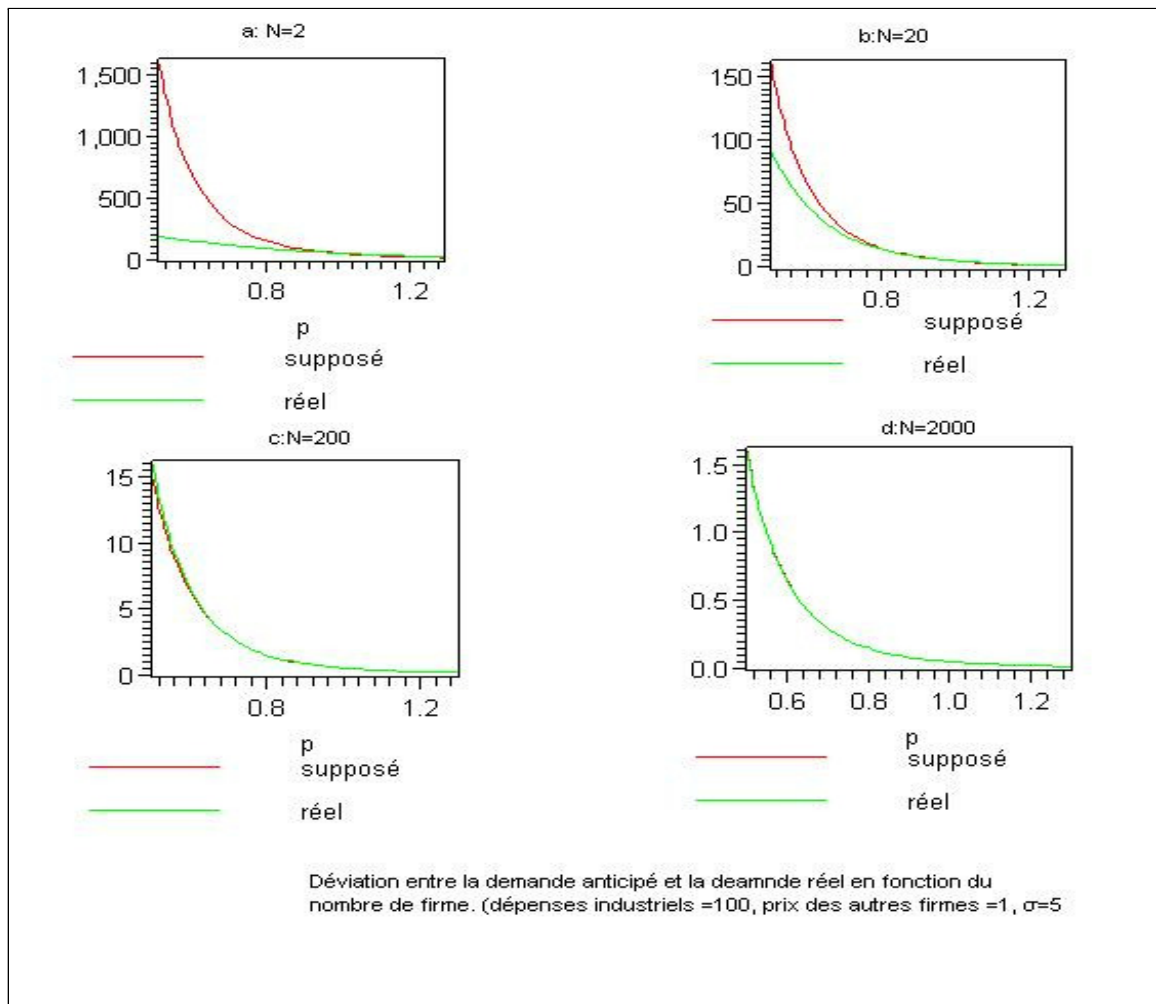 a: N=2
1,500
1,000
500
0
0.8 1.2
p
supposé
réel
b:N=20
150
100
50
0
0.8 1.2
supposé
réel
c:N=200
15
10
5
0
0.8 1.2
p
supposé
réel
d:N=2000
1.5
1.0
0.5
0.0
0.6 0.8 1.0 1.2
p
supposé
réel
Déviation entre la demande anticipé et la deamnde réel en fonction du
nombre de firme. (dépenses industriels =100, prix des autres firmes =1, σ=5